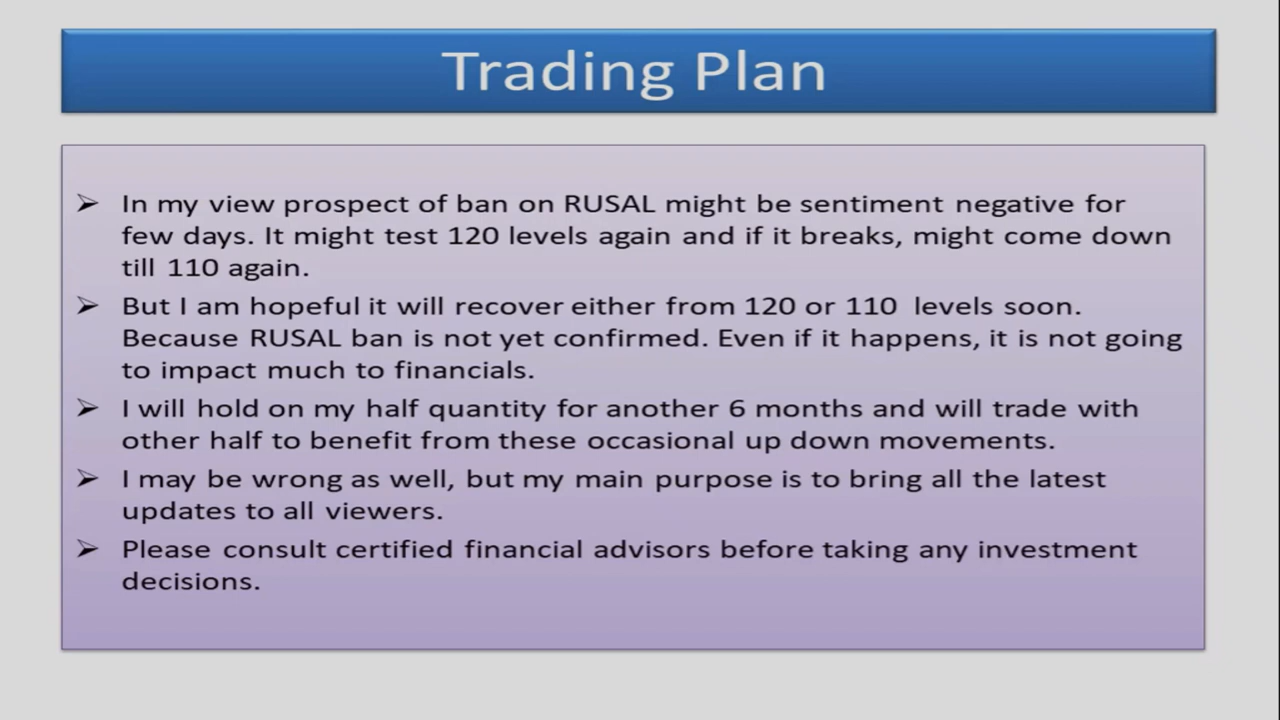 Trading Plan
➢ In my view prospect of ban on RUSAL might be sentiment negative for
few days. It might test 120 levels again and if it breaks, might come down
till 110 again.
➢ But I am hopeful it will recover either from 120 or 110 levels soon.
Because RUSAL ban is not yet confirmed. Even if it happens, it is not going
to impact much to financials.
➢ I will hold on my half quantity for another 6 months and will trade with
other half to benefit from these occasional up down movements.
➢ I may be wrong as well, but my main purpose is to bring all the latest
updates to all viewers.
➢ Please consult certified financial advisors before taking any investment
decisions.